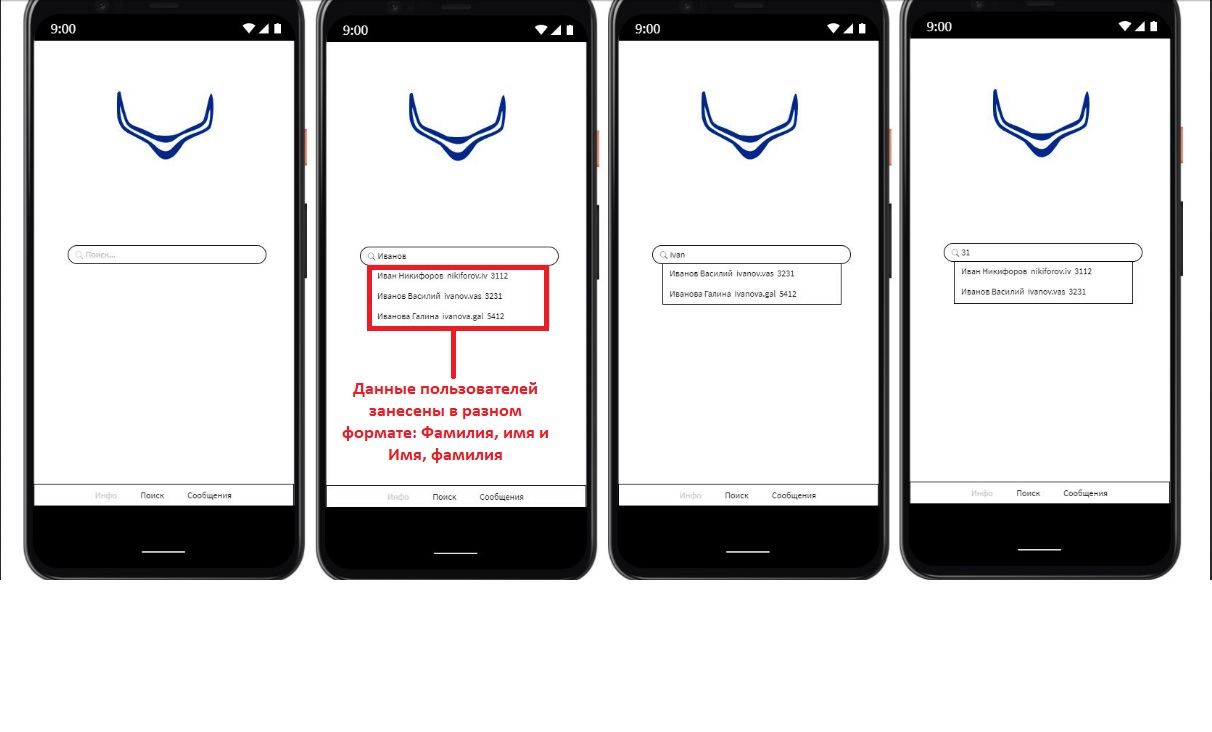 9:00
Поиск...
Инфо Поиск Сообщения
9:00
Иванов
Иван Никифоров nikiforov.iv 3112
Иванов Василий ivanov.vas 3231
Иванова Галина ivanova.gal 5412
Данные пользователей
занесены в разном
формате: Фамилия, имя и
Имя, фамилия
Инфо Поиск Сообщения
9:00
ivan
Иванов Василий ivanov.vas 3231
Иванова Галина ivanova.gal 5412
Инфо Поиск Сообщения
9:00
31
Иван Никифоров nikiforov.iv 3112
Иванов Василий ivanov.vas 3231
Инфо Поиск Сообщения